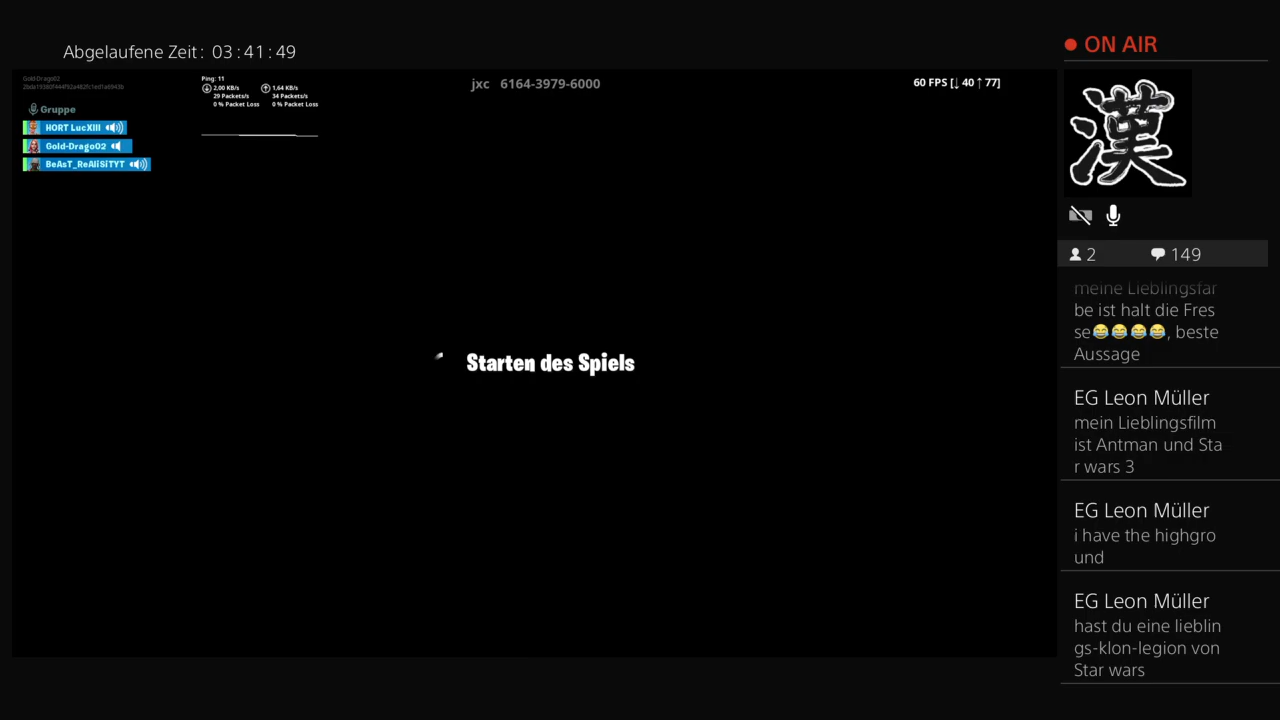 Abgelaufene Zeit: 03:41:49
ON AIR
Gold-Drago02
Ping: 11
2,00 KB/s 1,64 KB/s
29 Packets/s 34 Packets/s
0 % Packet Loss 0 % Packet Loss
jxc 6164-3979-6000
60 FPS [↓ 40 ↑ 77]
Gruppe
HORT LucXIII
Gold-Drago02
BeAsT_ReAliSiTYT
漢
2 149
meine Lieblingsfar
be ist halt die Fres
se😂😂😂😂, beste
Aussage
Starten des Spiels
EG Leon Müller
mein Lieblingsfilm
ist Antman und Sta
r wars 3
EG Leon Müller
i have the highgro
und
EG Leon Müller
hast du eine lieblin
gs-klon-legion von
Star wars